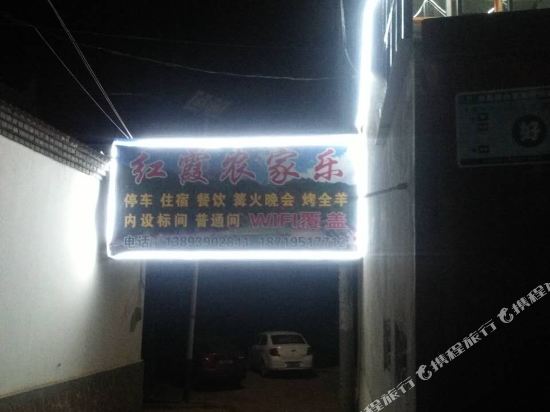 红霞农家乐
停车 住宿 餐饮 篝火晚会 烤全羊
内设标间 普通间 WIFI覆盖
电话
携程旅行
携程旅行